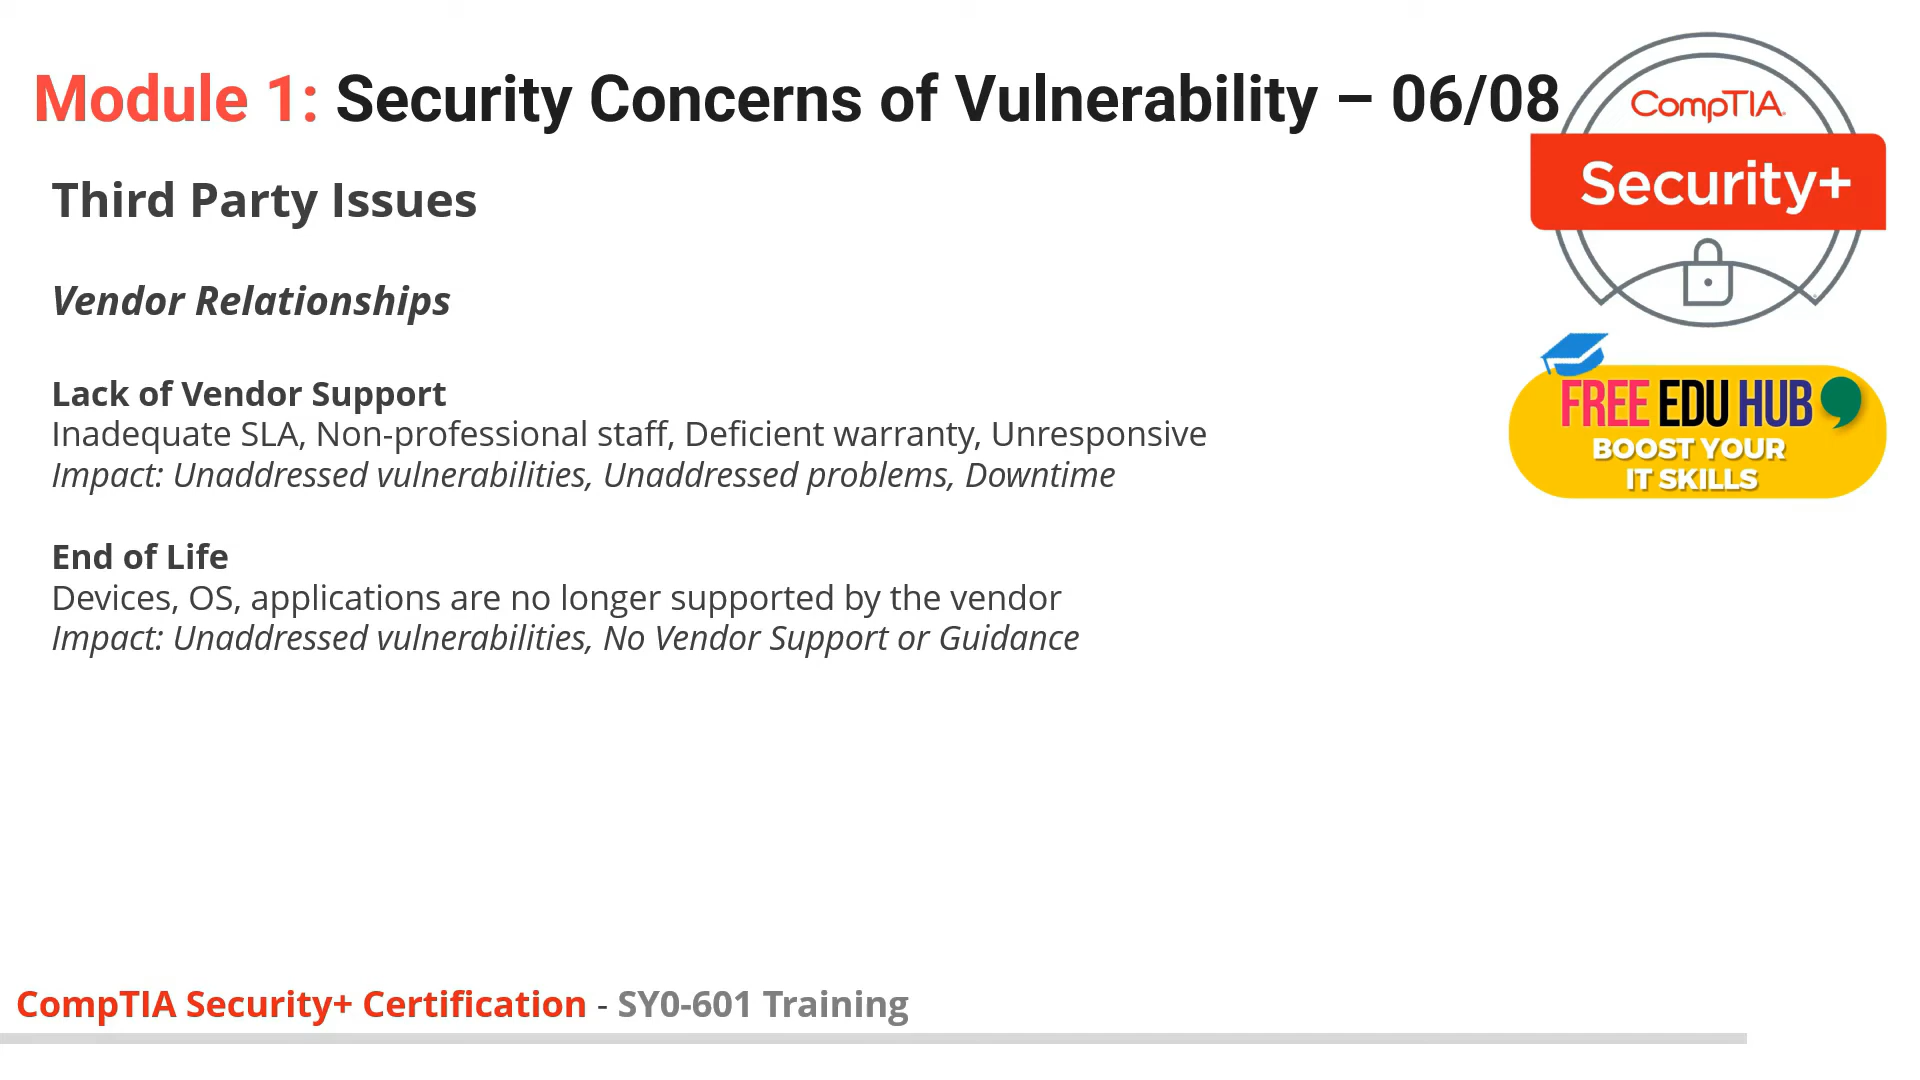 Module 1: Security Concerns of Vulnerability – 06/08
CompTIA.
Security+
Third Party Issues
Vendor Relationships
Lack of Vendor Support
Inadequate SLA, Non-professional staff, Deficient warranty, Unresponsive
Impact: Unaddressed vulnerabilities, Unaddressed problems, Downtime
FREE EDU HUB
BOOST YOUR
IT SKILLS
End of Life
Devices, OS, applications are no longer supported by the vendor
Impact: Unaddressed vulnerabilities, No Vendor Support or Guidance
CompTIA Security+ Certification - SY0-601 Training